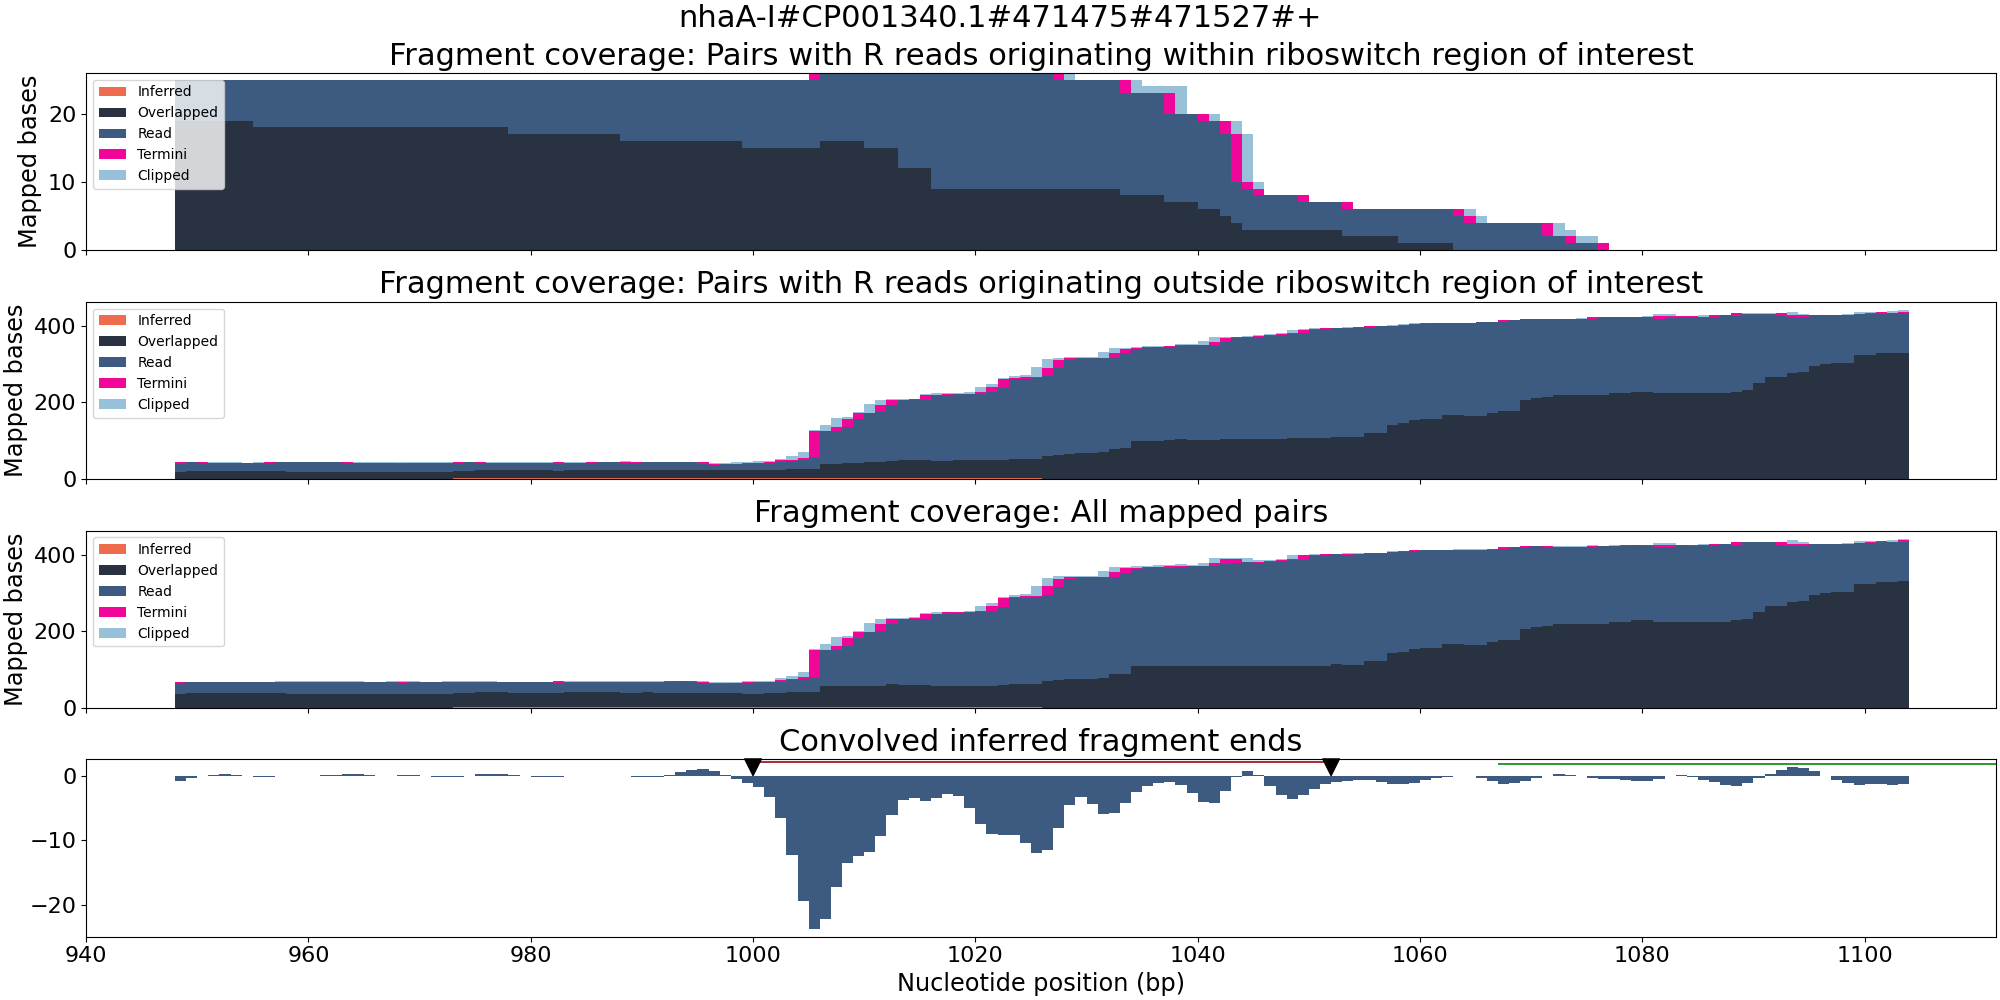 nhaA-I#CP001340.1#471475#471527#+
Fragment coverage: Pairs with R reads originating within riboswitch region of interest
Mapped bases
20
10
0
Inferred
Overlapped
Read
Termini
Clipped
Fragment coverage: Pairs with R reads originating outside riboswitch region of interest
Mapped bases
400
200
0
Inferred
Overlapped
Read
Termini
Clipped
Fragment coverage: All mapped pairs
Mapped bases
400
200
0
Inferred
Overlapped
Read
Termini
Clipped
Convolved inferred fragment ends
0
−10
−20
940 960 980 1000 1020 1040 1060 1080 1100
Nucleotide position (bp)